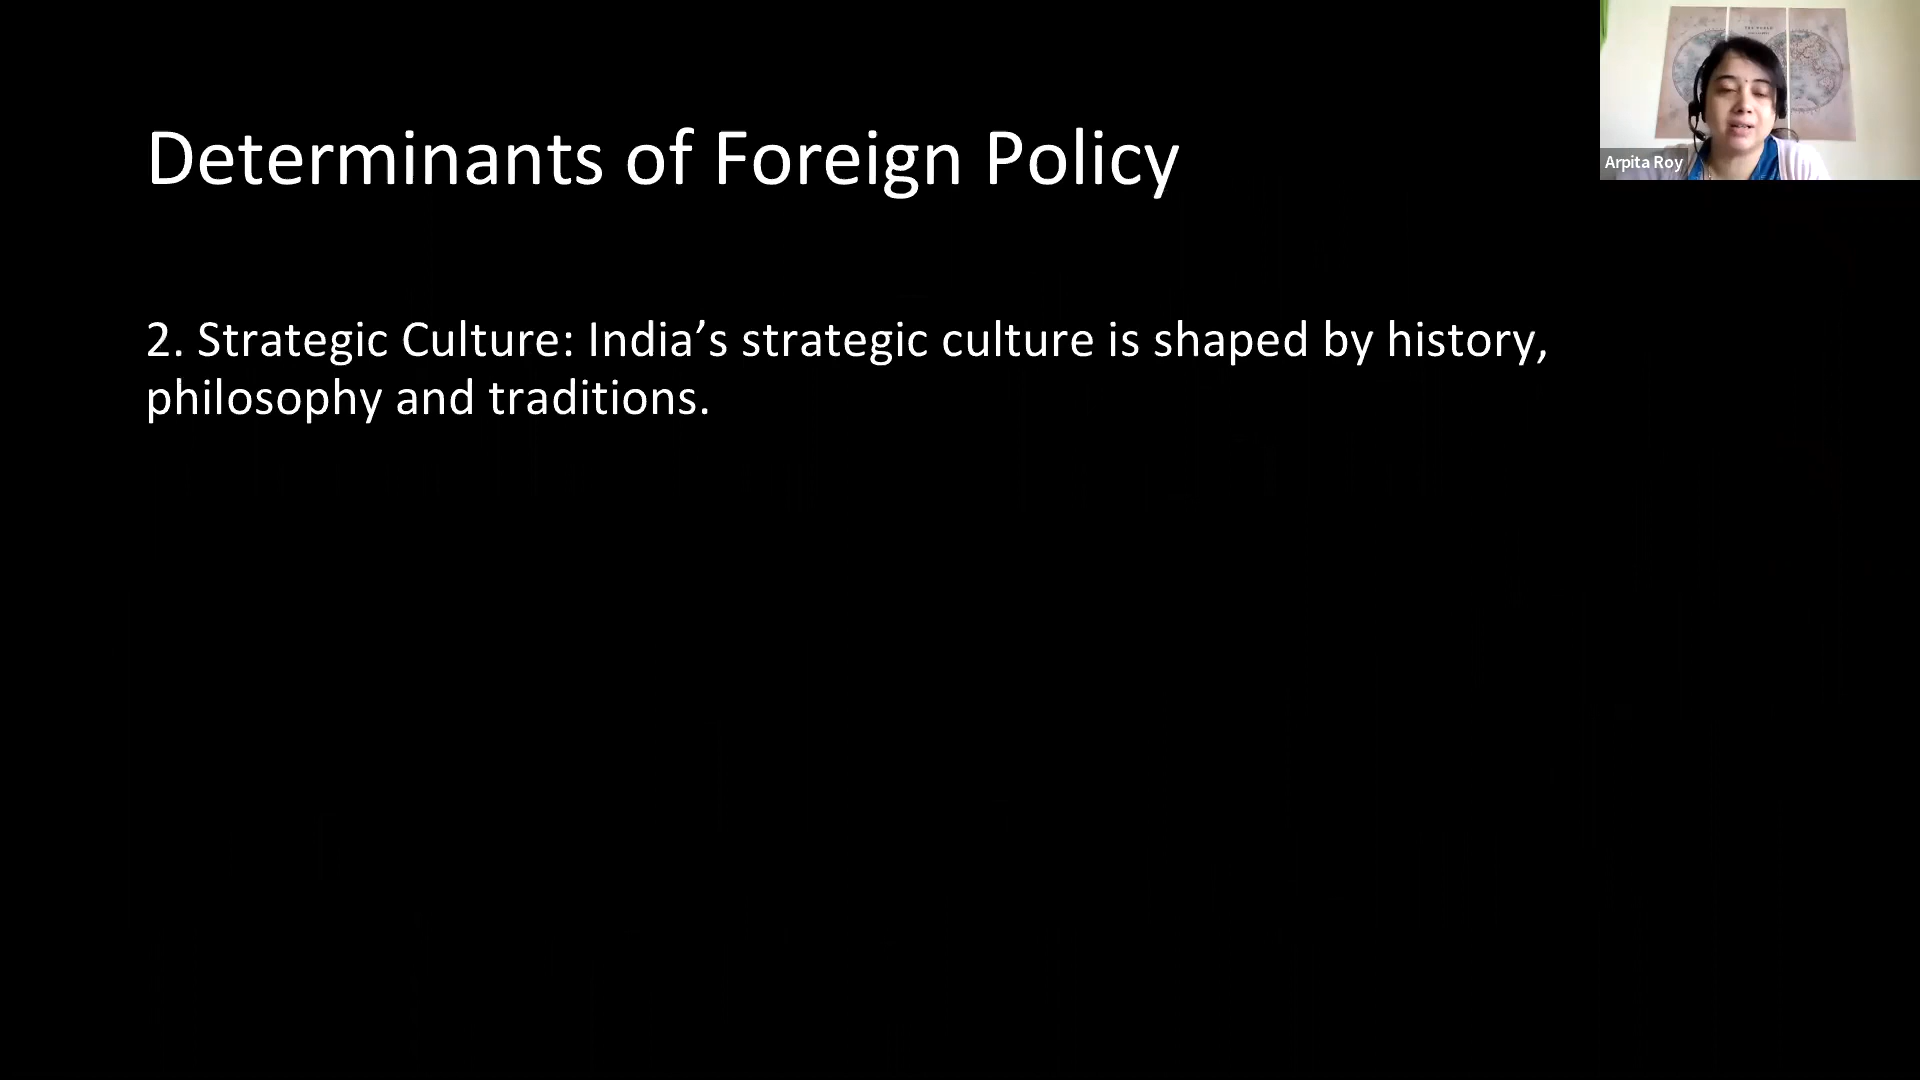 Determinants of Foreign Policy
Arpita Roy
2. Strategic Culture: India’s strategic culture is shaped by history,
philosophy and traditions.